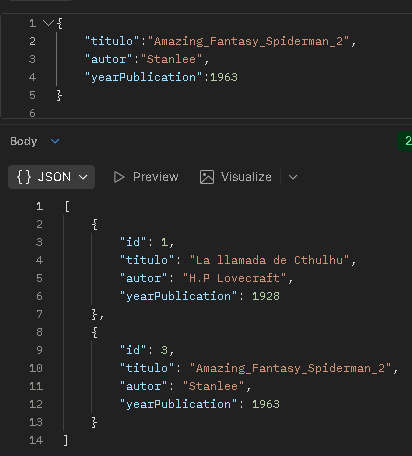 1 {
2 "titulo":"Amazing_Fantasy_Spiderman_2",
3 "autor":"Stanlee",
4 "yearPublication":1963
5 }
6
Body 2
{} JSON Preview Visualize
1 [
2 {
3 "id": 1,
4 "titulo": "La llamada de Cthulhu",
5 "autor": "H.P Lovecraft",
6 "yearPublication": 1928
7 },
8 {
9 "id": 3,
10 "titulo": "Amazing_Fantasy_Spiderman_2",
11 "autor": "Stanlee",
12 "yearPublication": 1963
13 }
14 ]